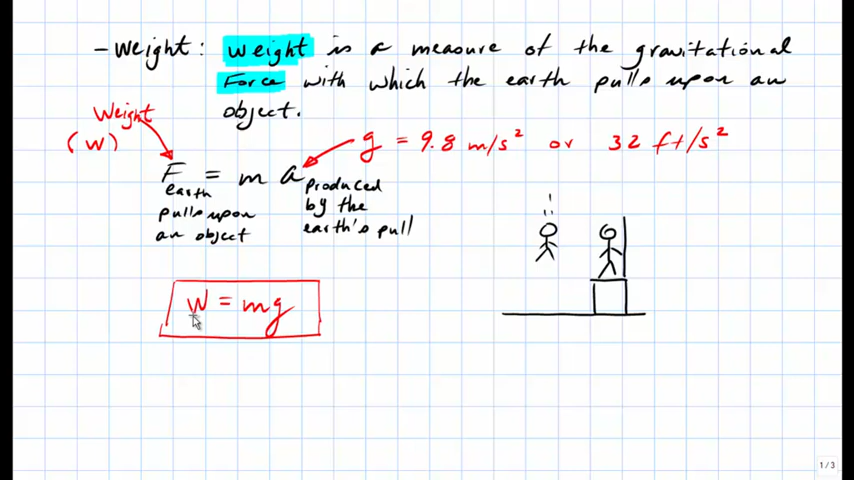 - Weight: Weight is a measure of the gravitational
Force with which the earth pulls upon an
object.
Weight
(W)
g = 9.8 m/s² or 32 ft/s²
F = m a
earth
pulls upon
an object
produced
by the
earth's pull
W = mg
1/3